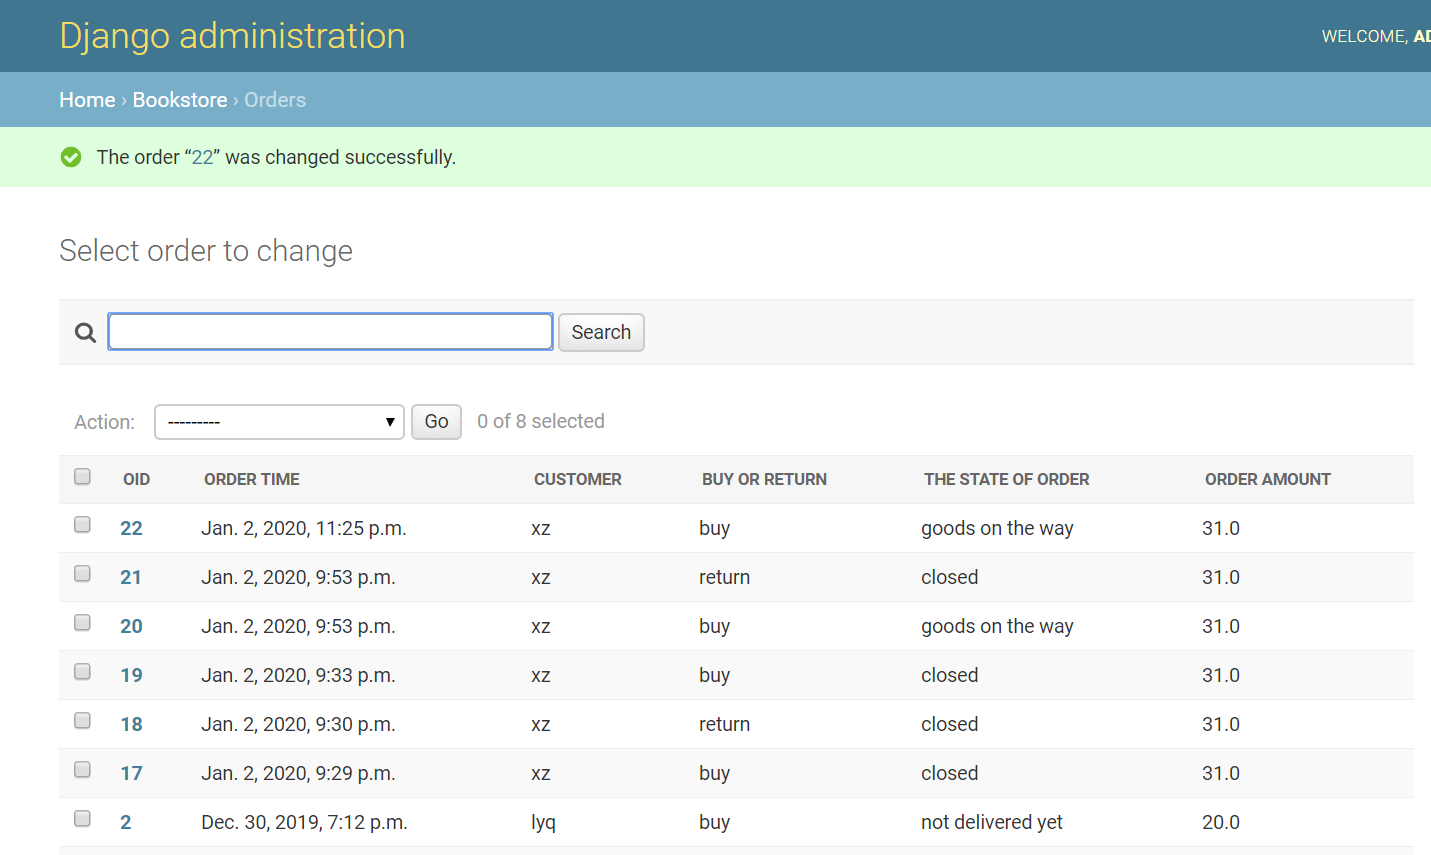 Django administration
WELCOME, AD
Home › Bookstore › Orders
The order “22” was changed successfully.
Select order to change
Search
Action: --------- Go 0 of 8 selected
OID ORDER TIME CUSTOMER BUY OR RETURN THE STATE OF ORDER ORDER AMOUNT
22 Jan. 2, 2020, 11:25 p.m. xz buy goods on the way 31.0
21 Jan. 2, 2020, 9:53 p.m. xz return closed 31.0
20 Jan. 2, 2020, 9:53 p.m. xz buy goods on the way 31.0
19 Jan. 2, 2020, 9:33 p.m. xz buy closed 31.0
18 Jan. 2, 2020, 9:30 p.m. xz return closed 31.0
17 Jan. 2, 2020, 9:29 p.m. xz buy closed 31.0
2 Dec. 30, 2019, 7:12 p.m. lyq buy not delivered yet 20.0